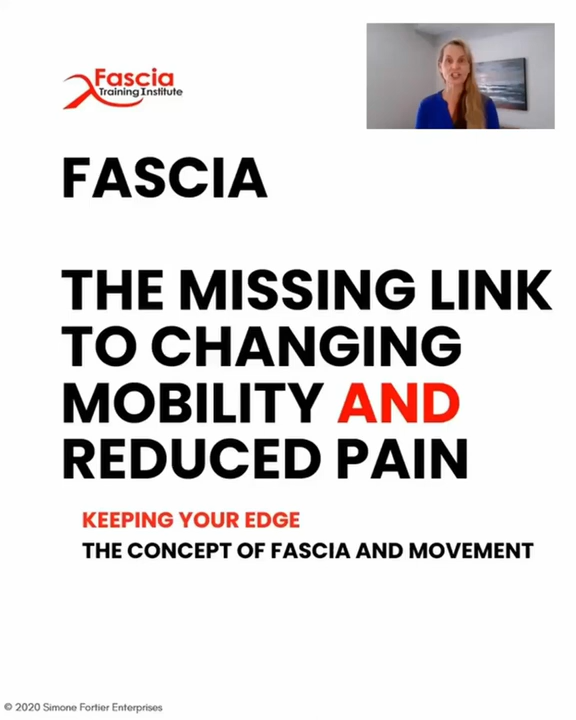 Fascia
Training Institute
FASCIA
THE MISSING LINK
TO CHANGING
MOBILITY AND
REDUCED PAIN
KEEPING YOUR EDGE
THE CONCEPT OF FASCIA AND MOVEMENT
© 2020 Simone Fortier Enterprises